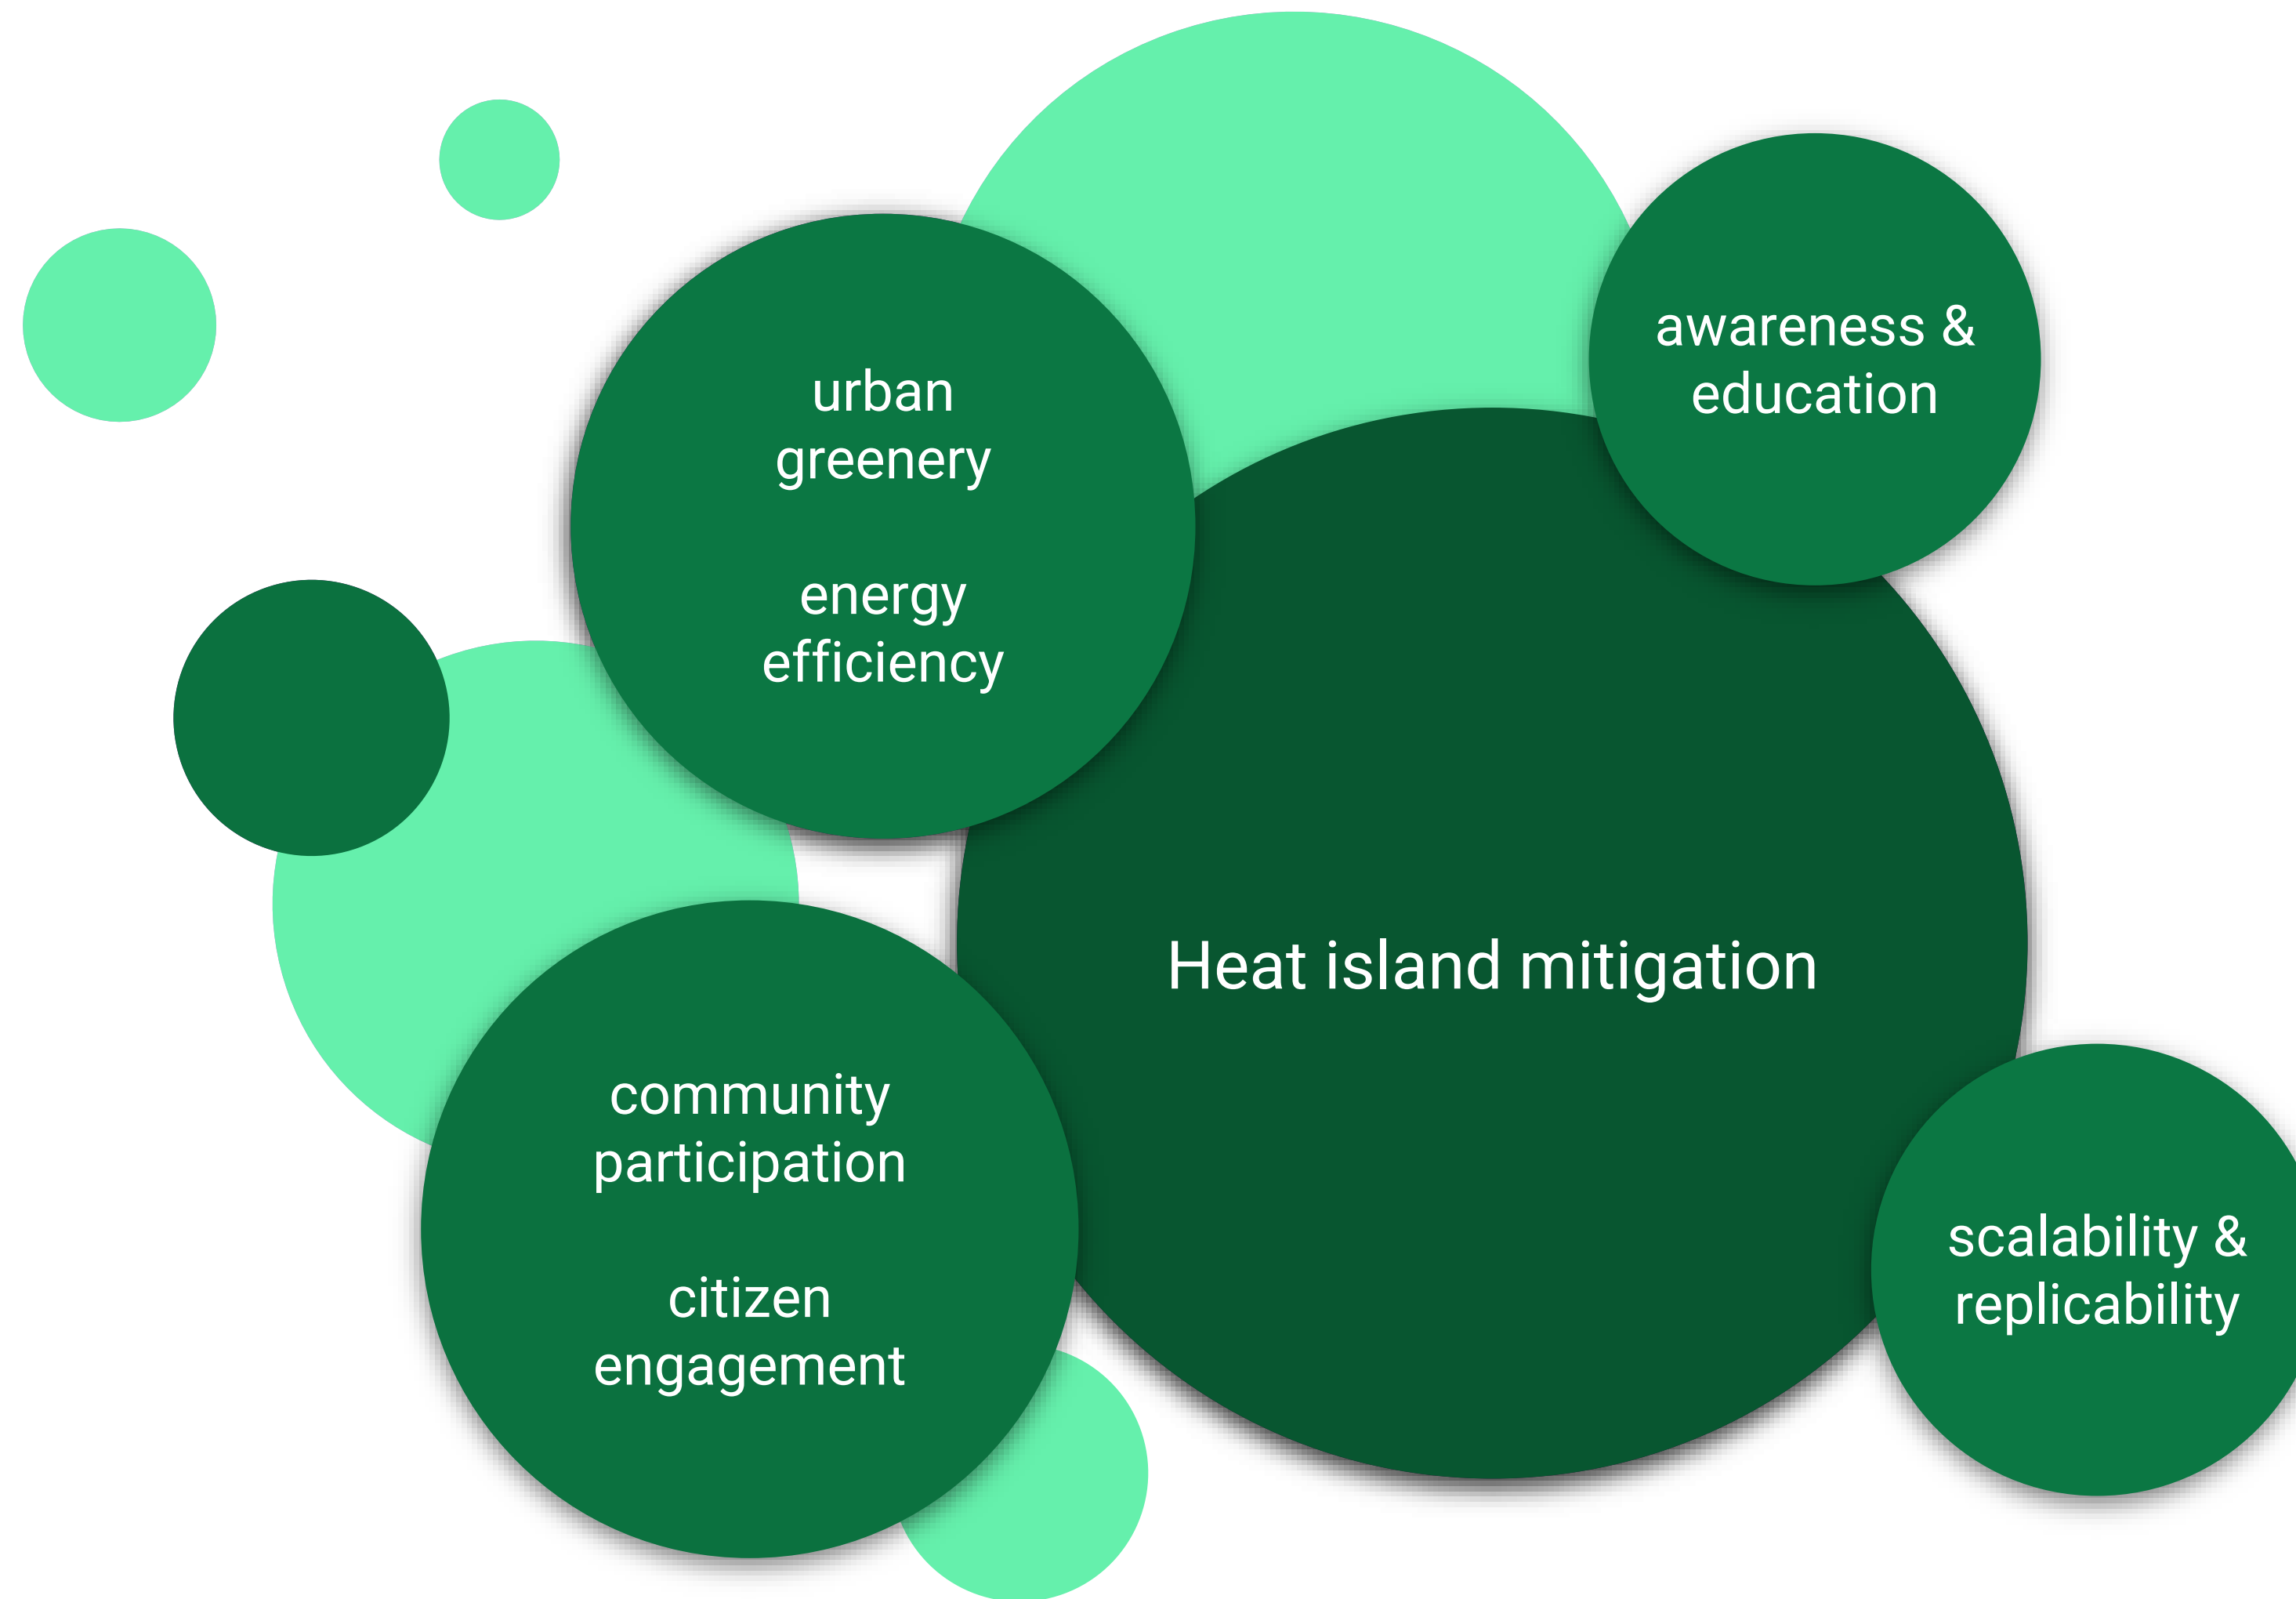 urban
greenery
energy
efficiency
awareness &
education
Heat island mitigation
community
participation
citizen
engagement
scalability &
replicability